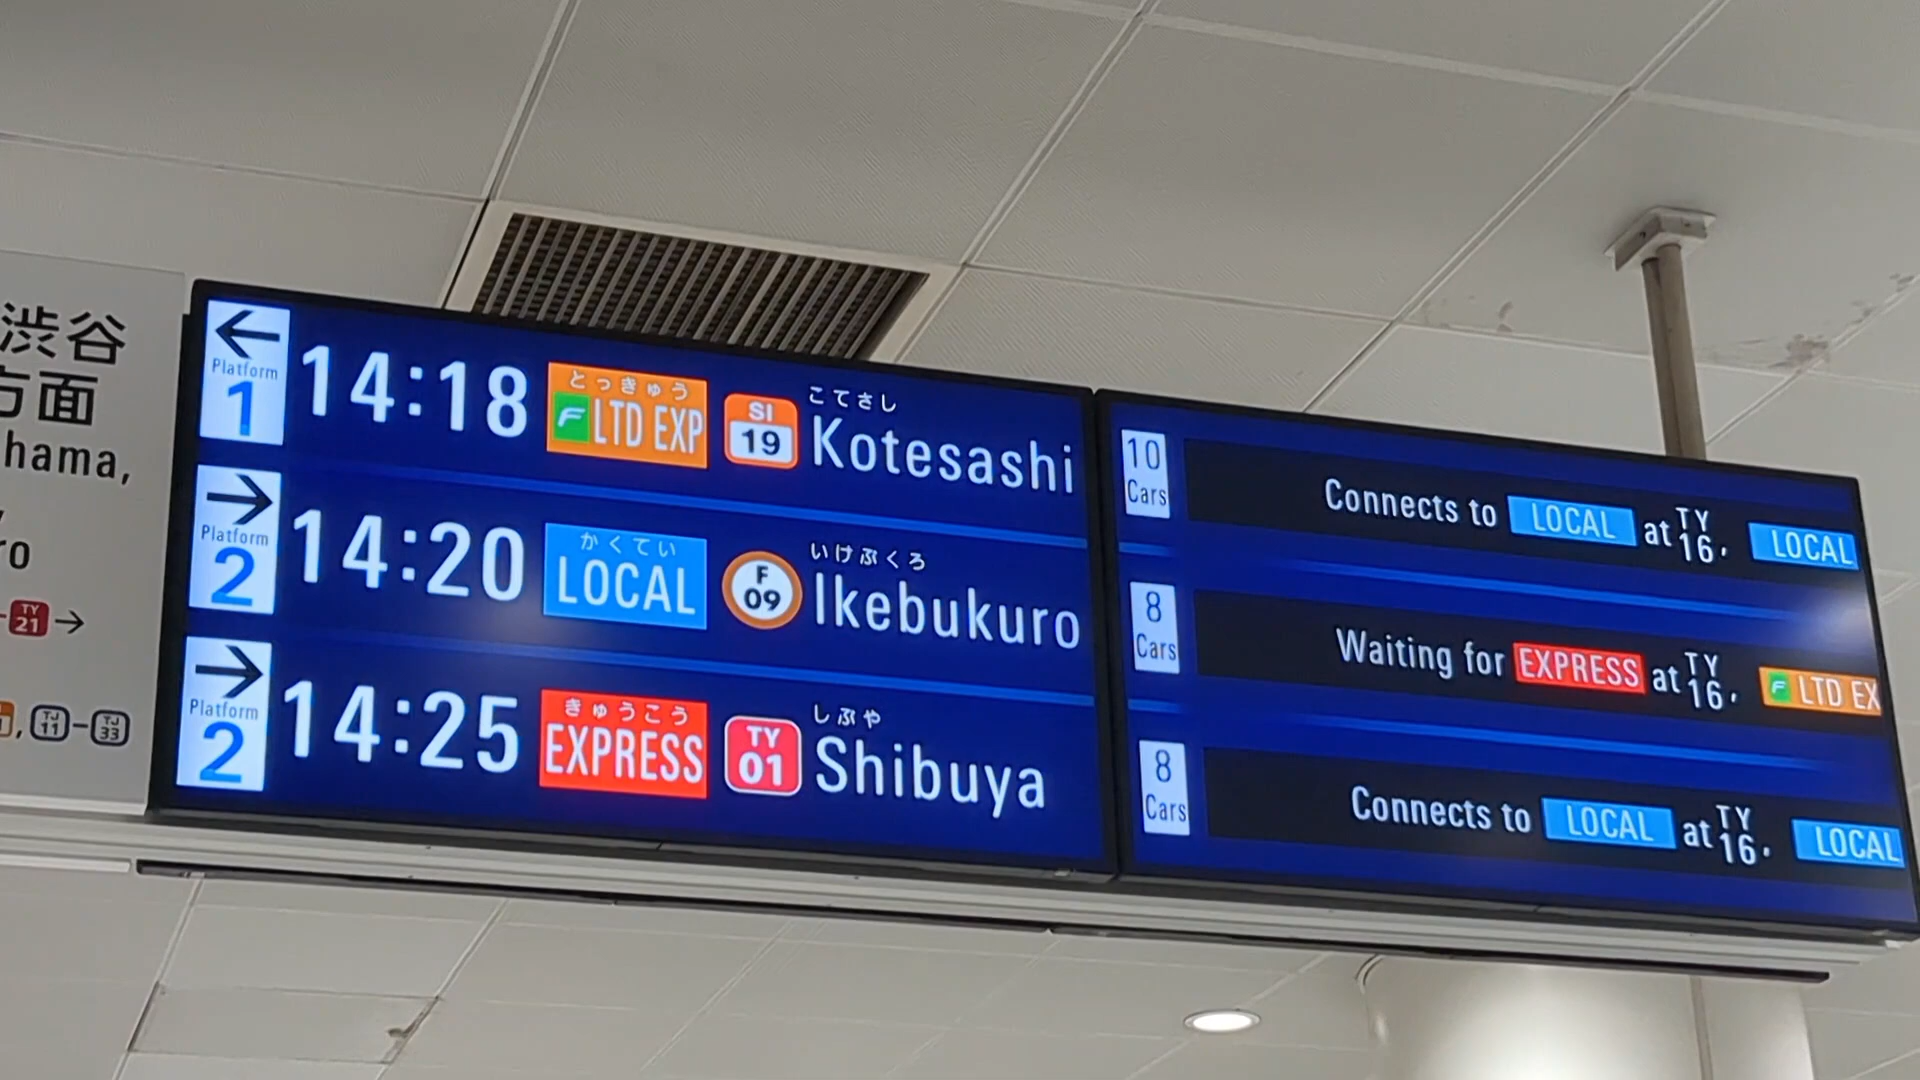 渋谷
方面
hama,
ro
TY 21 →
TJ 11 - TJ 33
← Platform 1 14:18 とっきゅう F LTD EXP SI 19 こてさし Kotesashi 10 Cars Connects to LOCAL at TY 16, LOCAL
→ Platform 2 14:20 かくてい LOCAL F 09 いけぶくろ Ikebukuro 8 Cars Waiting for EXPRESS at TY 16, F LTD EX
→ Platform 2 14:25 きゅうこう EXPRESS TY 01 しぶや Shibuya 8 Cars Connects to LOCAL at TY 16, LOCAL